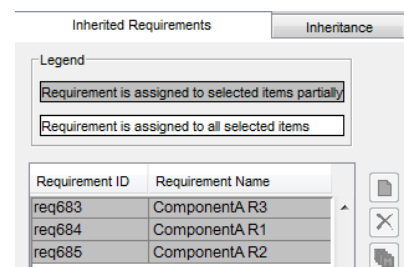 Inherited Requirements Inheritance
Legend
Requirement is assigned to selected items partially
Requirement is assigned to all selected items
Requirement ID Requirement Name
req683 ComponentA R3
req684 ComponentA R1
req685 ComponentA R2